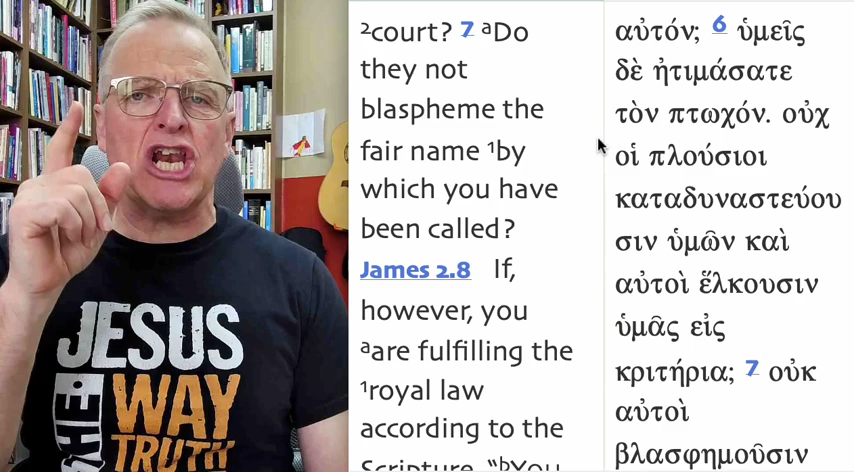 JESUS
THE
WAY
TRUTH
²court? 7 ᵃDo
they not
blaspheme the
fair name ¹by
which you have
been called?
James 2.8 If,
however, you
ᵃare fulfilling the
¹royal law
according to the
Scripture, “ᵇYou
αὐτόν; 6 ὑμεῖς
δὲ ἠτιμάσατε
τὸν πτωχόν. οὐχ
οἱ πλούσιοι
καταδυναστεύου
σιν ὑμῶν καὶ
αὐτοὶ ἕλκουσιν
ὑμᾶς εἰς
κριτήρια; 7 οὐκ
αὐτοὶ
βλασφημοῦσιν